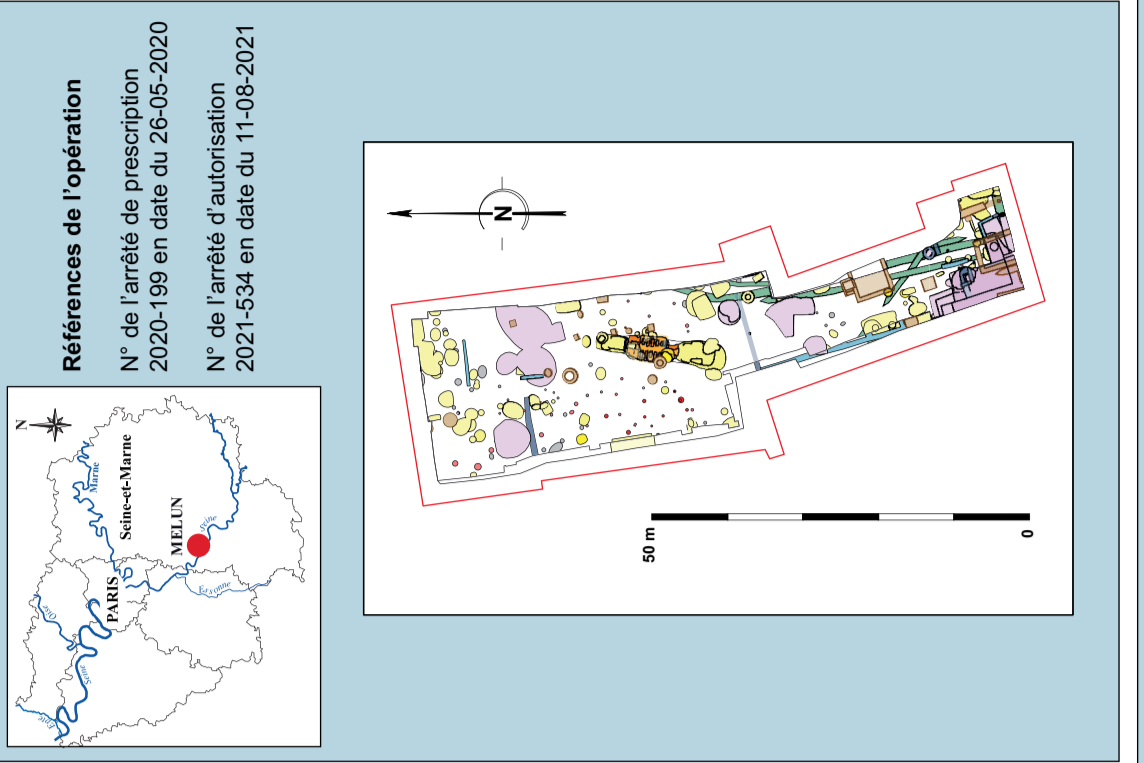 Références de l'opération
N° de l'arrêté de prescription
2020-199 en date du 26-05-2020
N° de l'arrêté d'autorisation
2021-534 en date du 11-08-2021
N
Marne
Seine-et-Marne
MELUN
seine
PARIS
Essonne
Oise
Seine
Epte
N
50 m
0